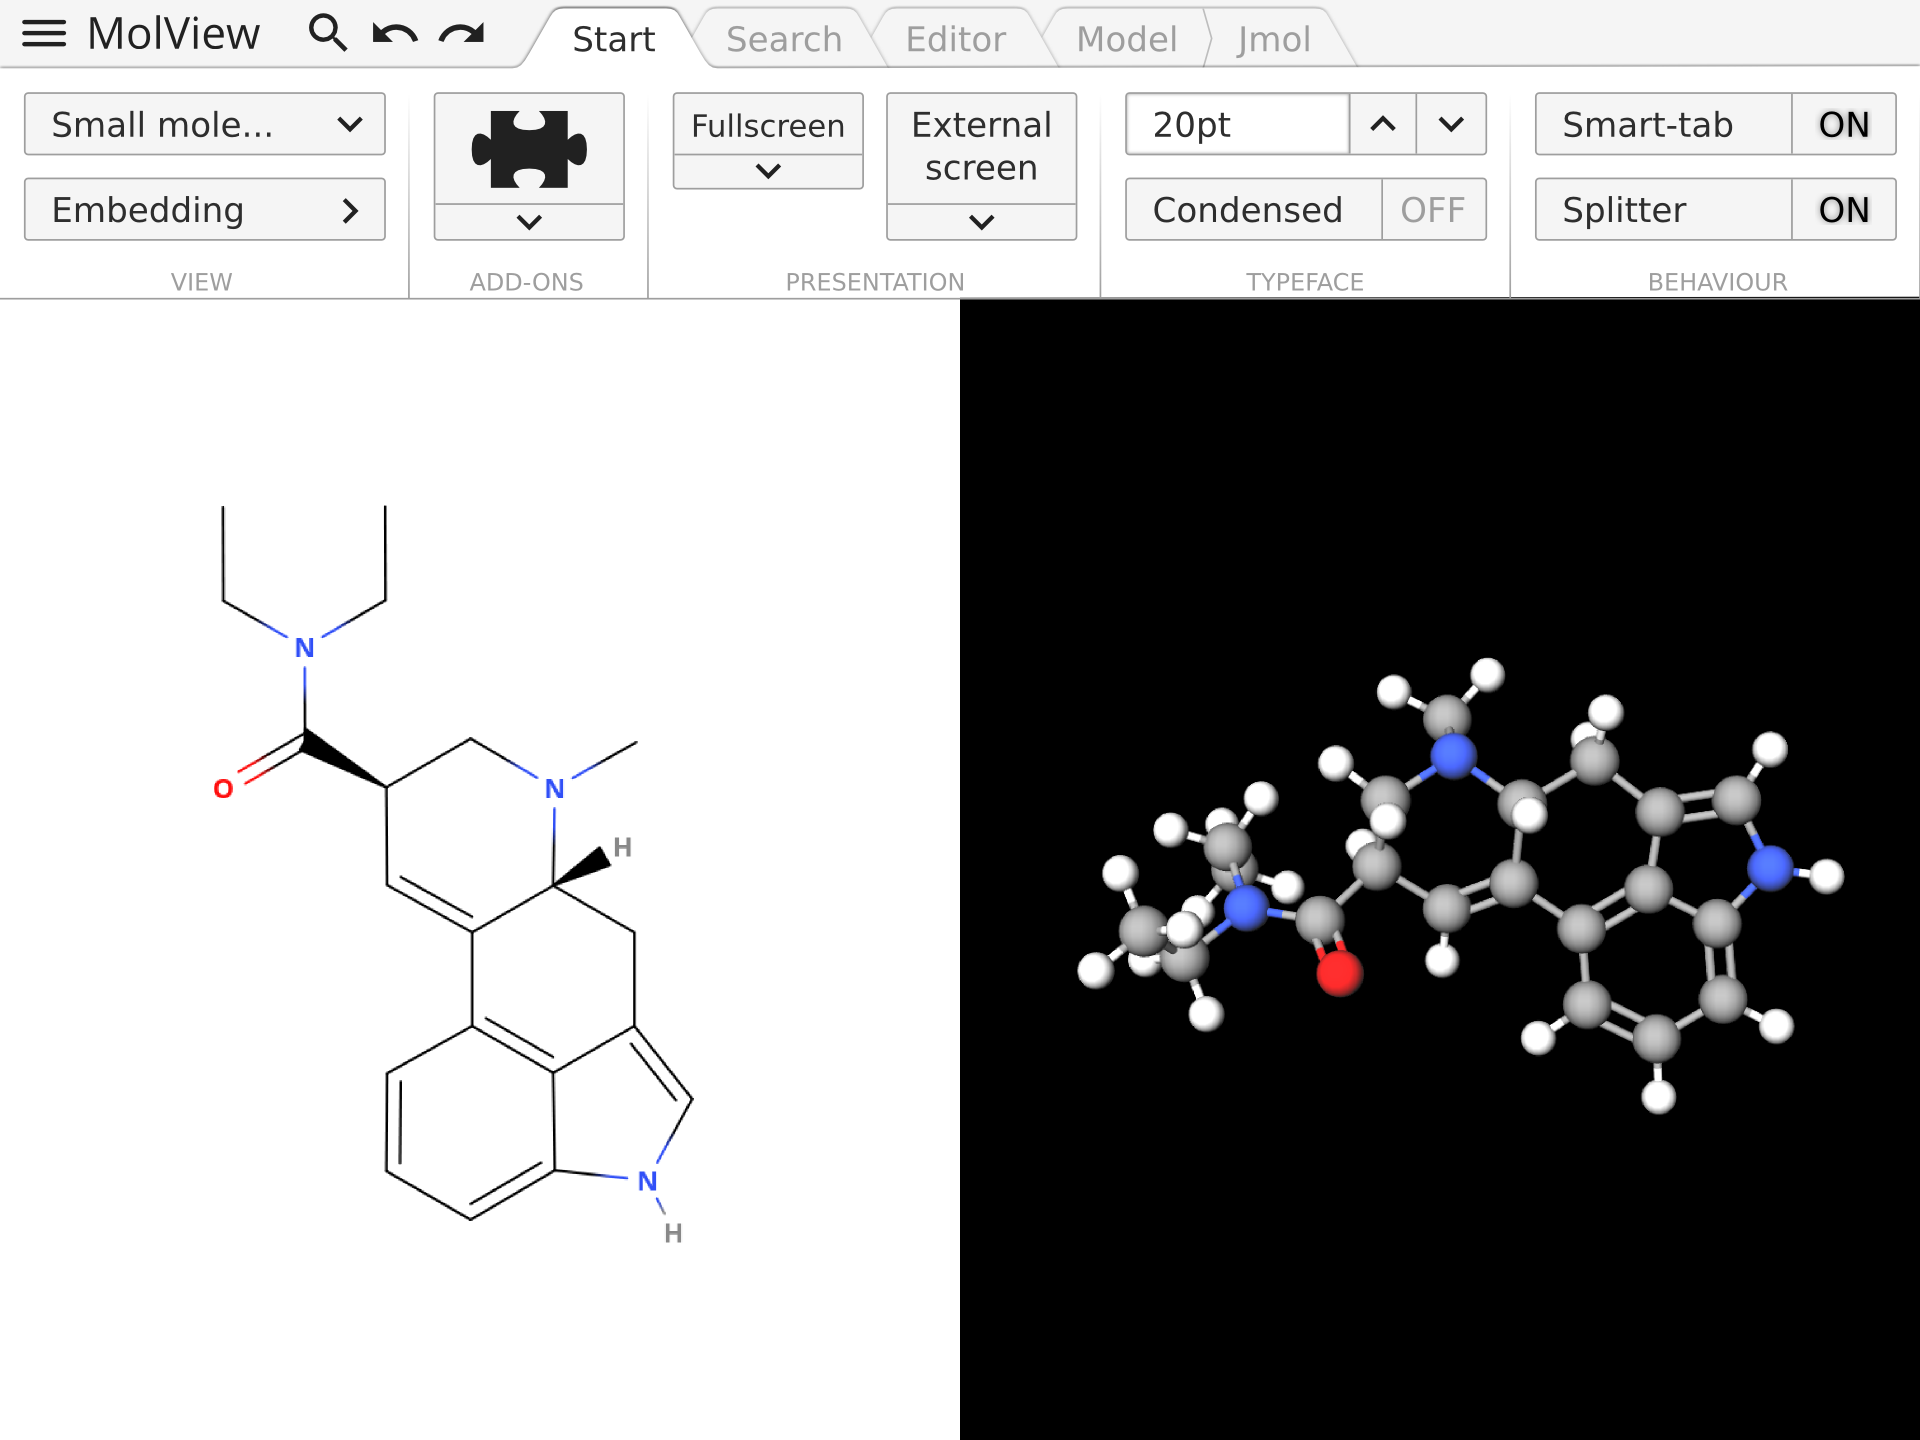 MolView
Start
Search
Editor
Model
Jmol
Small mole...
Embedding
VIEW
ADD-ONS
Fullscreen
External
screen
PRESENTATION
20pt
Condensed OFF
TYPEFACE
Smart-tab ON
Splitter ON
BEHAVIOUR
N
O
N
H
N
H